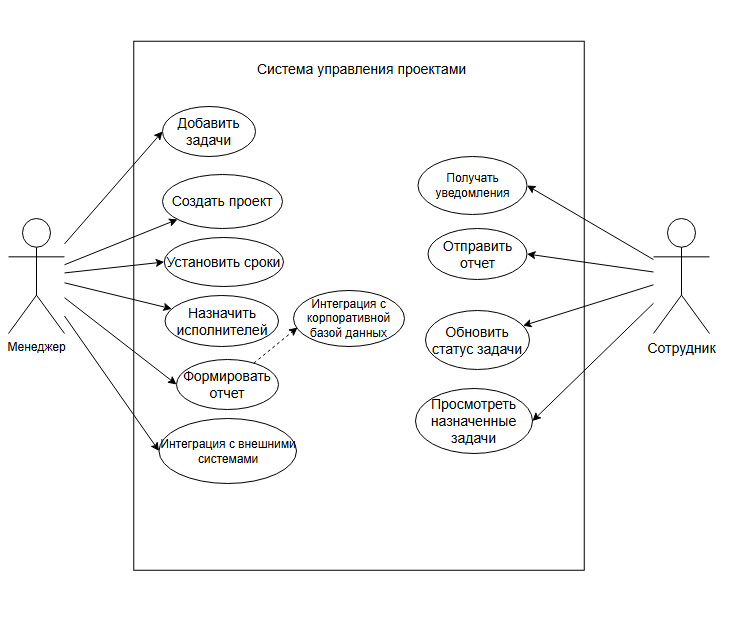 Система управления проектами
Добавить
задачи
Создать проект
Установить сроки
Назначить
исполнителей
Формировать
отчет
Интеграция с внешними
системами
Интеграция с
корпоративной
базой данных
Получать
уведомления
Отправить
отчет
Обновить
статус задачи
Просмотреть
назначенные
задачи
Менеджер
Сотрудник